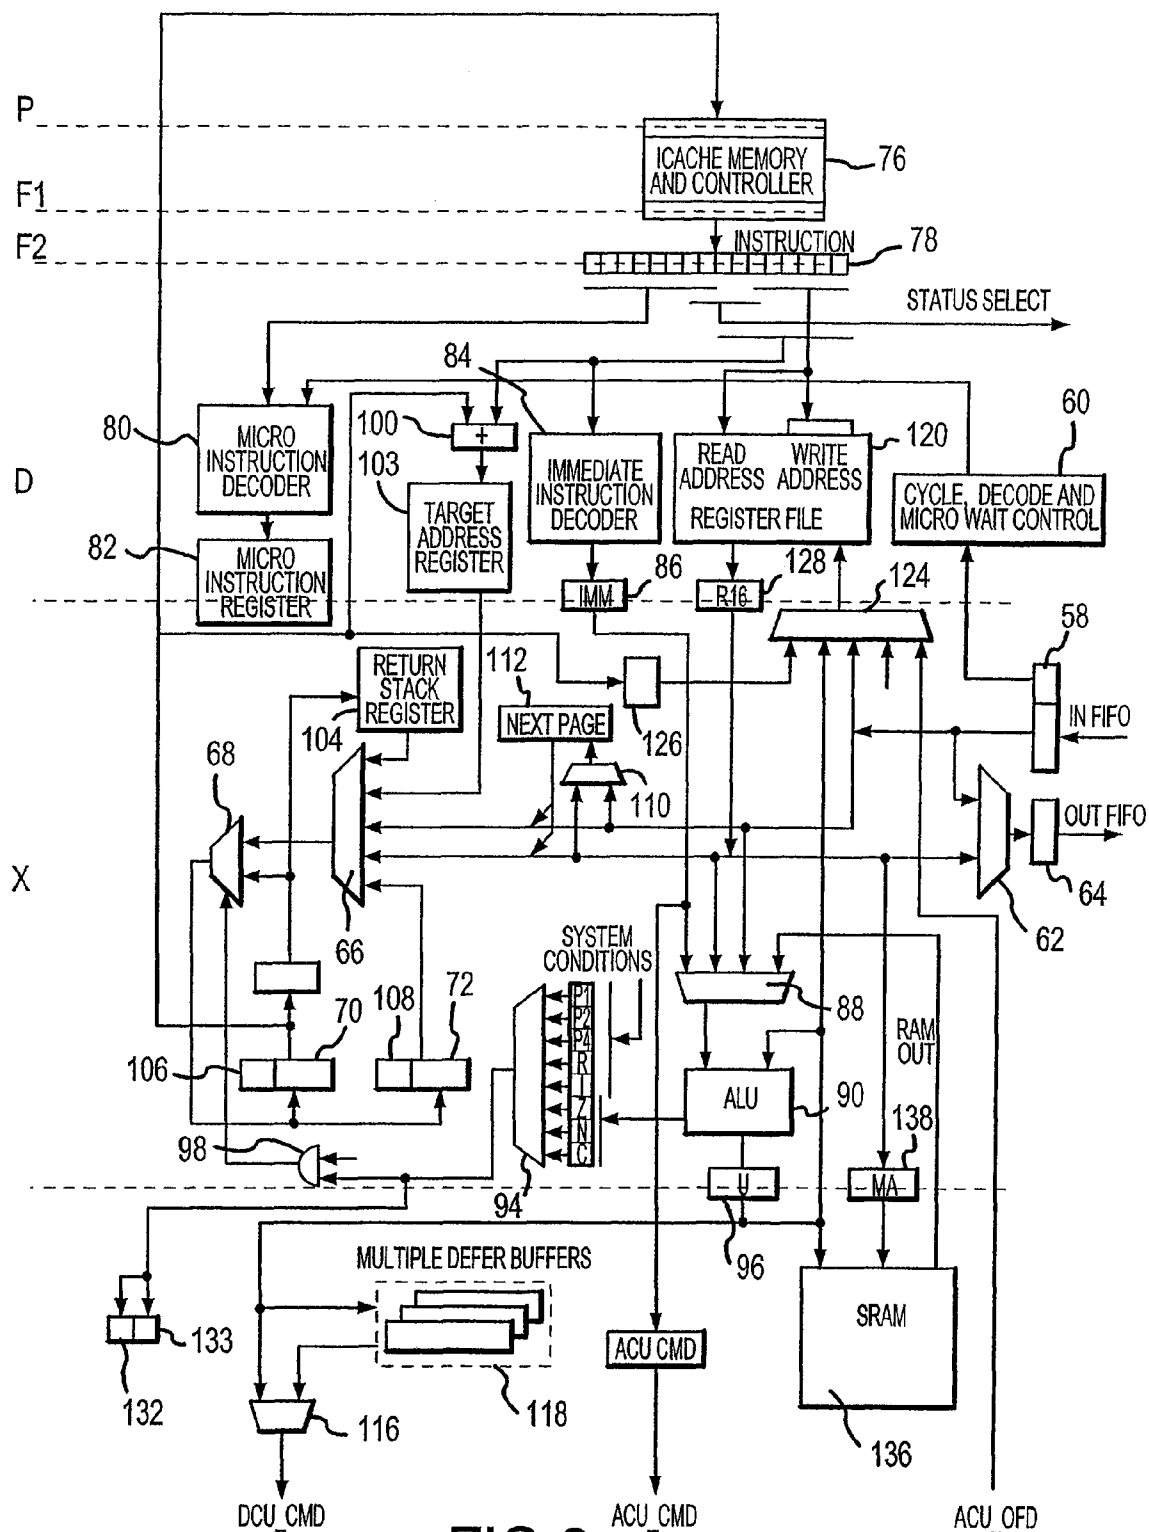 P
ICACHE MEMORY
AND CONTROLLER
76
F1
F2
INSTRUCTION
78
STATUS SELECT
84
80
MICRO
INSTRUCTION
DECODER
100
+
103
TARGET
ADDRESS
REGISTER
IMMEDIATE
INSTRUCTION
DECODER
READ
ADDRESS
WRITE
ADDRESS
REGISTER FILE
120
60
CYCLE, DECODE AND
MICRO WAIT CONTROL
D
82
MICRO
INSTRUCTION
REGISTER
IMM
86
R16
128
124
58
RETURN
STACK
REGISTER
104
112
NEXT PAGE
126
IN FIFO
68
110
OUT FIFO
X
66
64
62
SYSTEM
CONDITIONS
72
108
70
106
P1
P2
P4
R
I
Z
N
C
88
RAM
OUT
ALU
90
138
98
94
U
MA
96
MULTIPLE DEFER BUFFERS
SRAM
133
132
ACU CMD
118
116
136
DCU_CMD
ACU_CMD
ACU_OFD